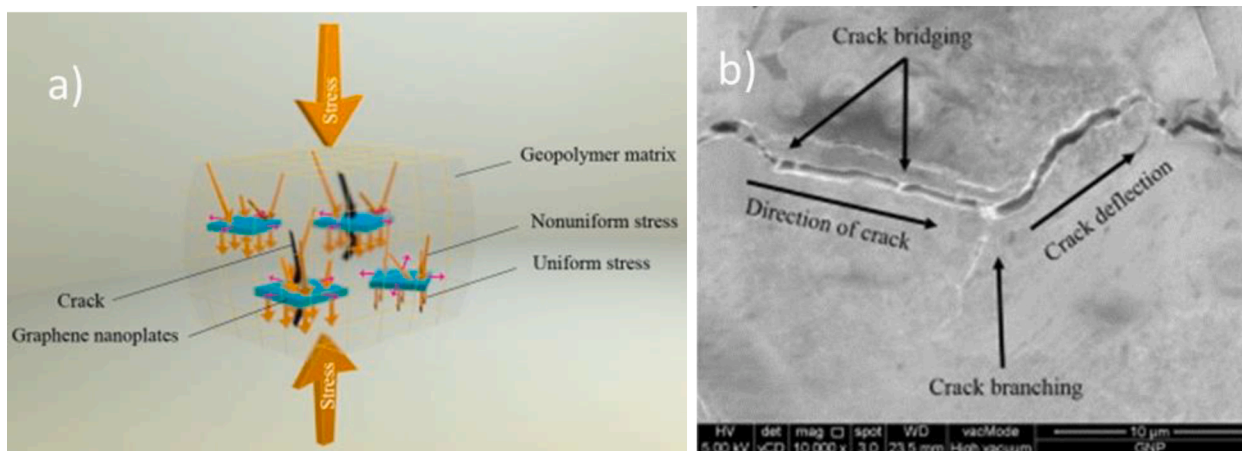 a)
Stress
Geopolymer matrix
Nonuniform stress
Uniform stress
Crack
Graphene nanoplates
Stress
b)
Crack bridging
Direction of crack
Crack deflection
Crack branching
HV det mag spot WD vacMode 10 µm
5.00 kV vCD 10,000 x 3.0 23.5 mm High vacuum GNP